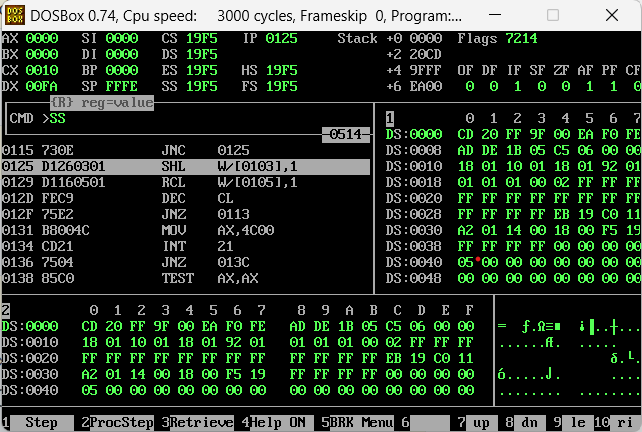 DOSBox 0.74, Cpu speed: 3000 cycles, Frameskip 0, Program:...
AX 0000 SI 0000 CS 19F5 IP 0125 Stack +0 0000 Flags 7214
BX 0000 DI 0000 DS 19F5 +2 20CD
CX 0010 BP 0000 ES 19F5 HS 19F5 +4 9FFF OF DF IF SF ZF AF PF CF
DX 00FA SP FFFE SS 19F5 FS 19F5 +6 EA00 0 0 1 0 0 1 1 0
{R} reg=value
CMD >SS
0514
1 0 1 2 3 4 5 6 7
DS:0000 CD 20 FF 9F 00 EA F0 FE
DS:0008 AD DE 1B 05 C5 06 00 00
DS:0010 18 01 10 01 18 01 92 01
DS:0018 01 01 01 00 02 FF FF FF
DS:0020 FF FF FF FF FF FF FF FF
DS:0028 FF FF FF FF EB 19 C0 11
DS:0030 A2 01 14 00 18 00 F5 19
DS:0038 FF FF FF FF 00 00 00 00
DS:0040 05 00 00 00 00 00 00 00
DS:0048 00 00 00 00 00 00 00 00
0115 730E JNC 0125
0125 D1260301 SHL W/[0103],1
0129 D1160501 RCL W/[0105],1
012D FEC9 DEC CL
012F 75E2 JNZ 0113
0131 B8004C MOV AX,4C00
0134 CD21 INT 21
0136 7504 JNZ 013C
0138 85C0 TEST AX,AX
2 0 1 2 3 4 5 6 7 8 9 A B C D E F
DS:0000 CD 20 FF 9F 00 EA F0 FE AD DE 1B 05 C5 06 00 00
DS:0010 18 01 10 01 18 01 92 01 01 01 01 00 02 FF FF FF
DS:0020 FF FF FF FF FF FF FF FF FF FF FF FF EB 19 C0 11
DS:0030 A2 01 14 00 18 00 F5 19 FF FF FF FF 00 00 00 00
DS:0040 05 00 00 00 00 00 00 00 00 00 00 00 00 00 00 00
1 Step 2ProcStep 3Retrieve 4Help ON 5BRK Menu 6 7 up 8 dn 9 le 10 ri